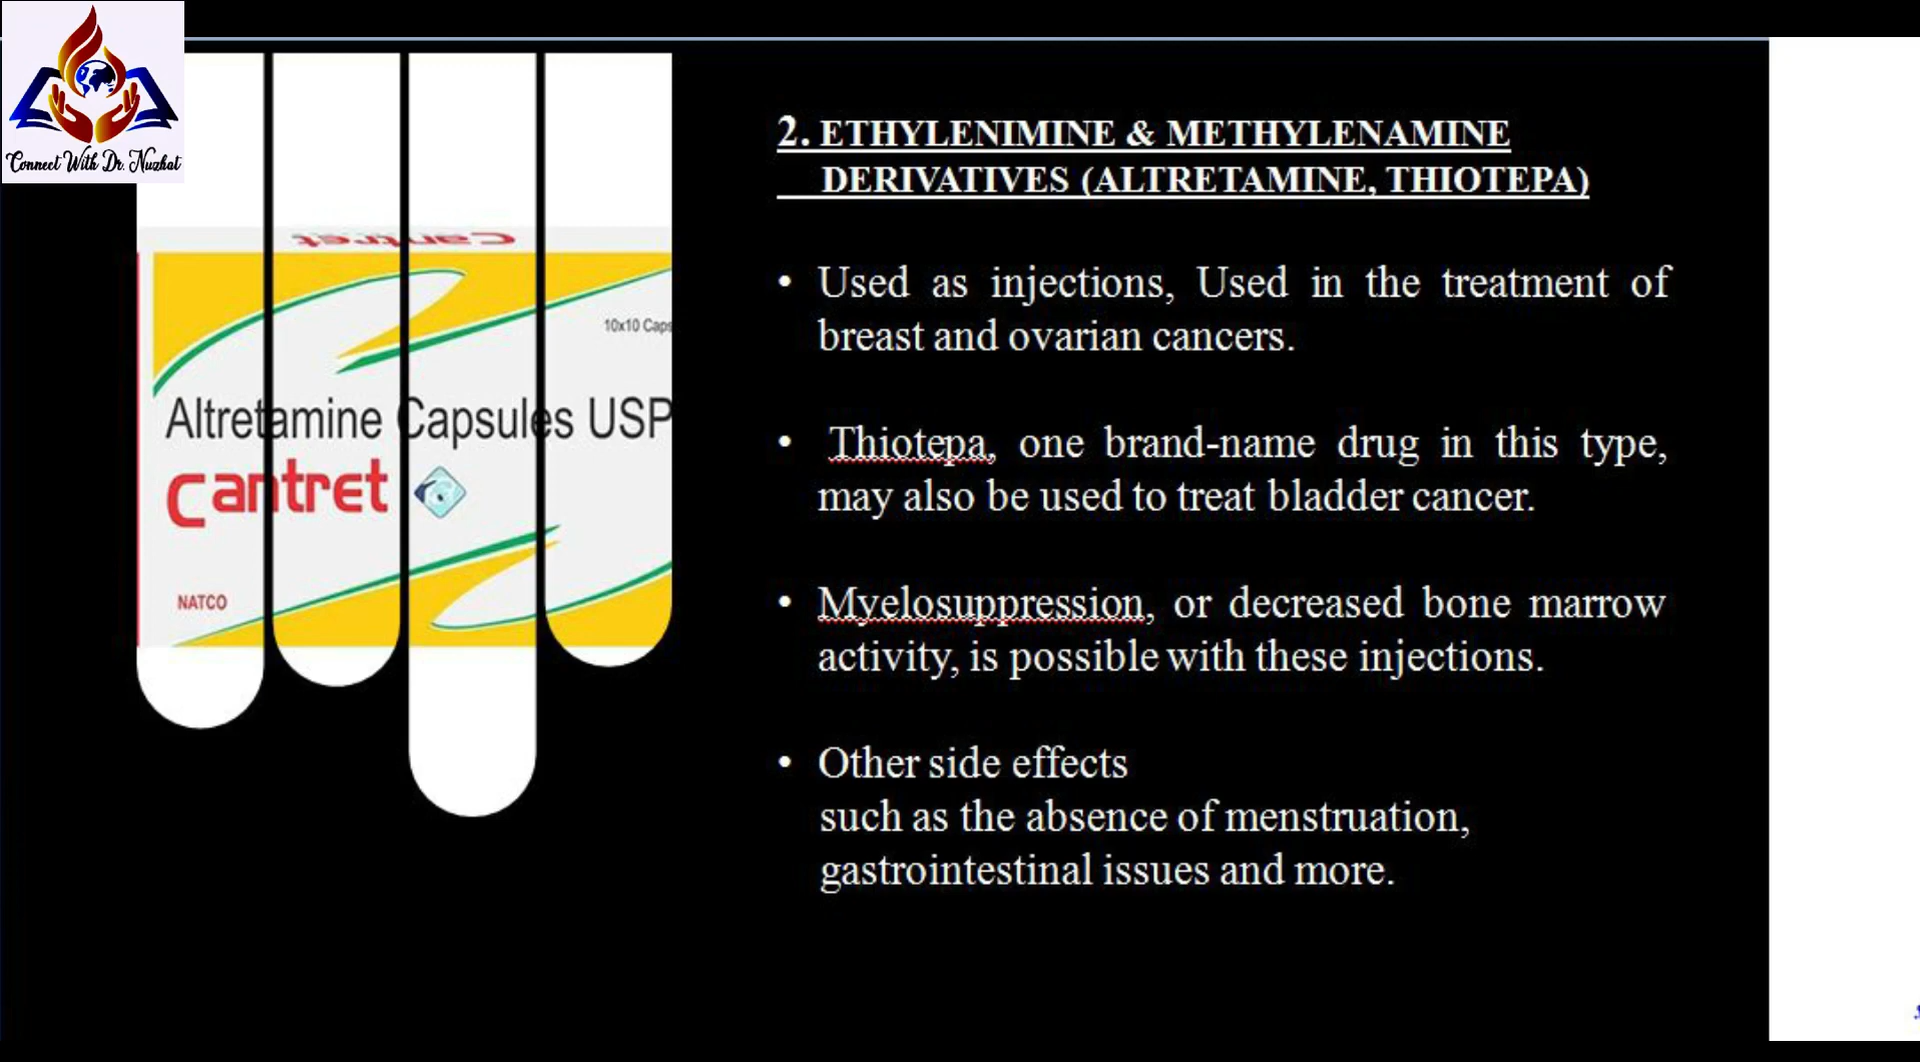 Connect With Dr. Nuzhat
2. ETHYLENIMINE & METHYLENAMINE
DERIVATIVES (ALTRETAMINE, THIOTEPA)
• Used as injections, Used in the treatment of
breast and ovarian cancers.
• Thiotepa, one brand-name drug in this type,
may also be used to treat bladder cancer.
• Myelosuppression, or decreased bone marrow
activity, is possible with these injections.
• Other side effects
such as the absence of menstruation,
gastrointestinal issues and more.
Cantret
10x10 Caps
Altretamine Capsules USP
cantret
NATCO